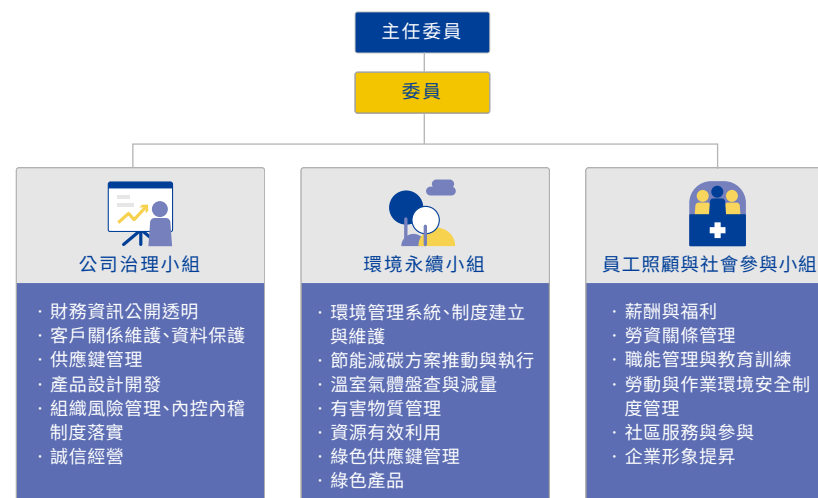 主任委員
委員
公司治理小組
· 財務資訊公開透明
· 客戶關係維護、資料保護
· 供應鍵管理
· 產品設計開發
· 組織風險管理、內控內稽
制度落實
· 誠信經營
環境永續小組
· 環境管理系統、制度建立
與維護
· 節能減碳方案推動與執行
· 溫室氣體盤查與減量
· 有害物質管理
· 資源有效利用
· 綠色供應鍵管理
· 綠色產品
員工照顧與社會參與小組
· 薪酬與福利
· 勞資關條管理
· 職能管理與教育訓練
· 勞動與作業環境安全制
度管理
· 社區服務與參與
· 企業形象提昇